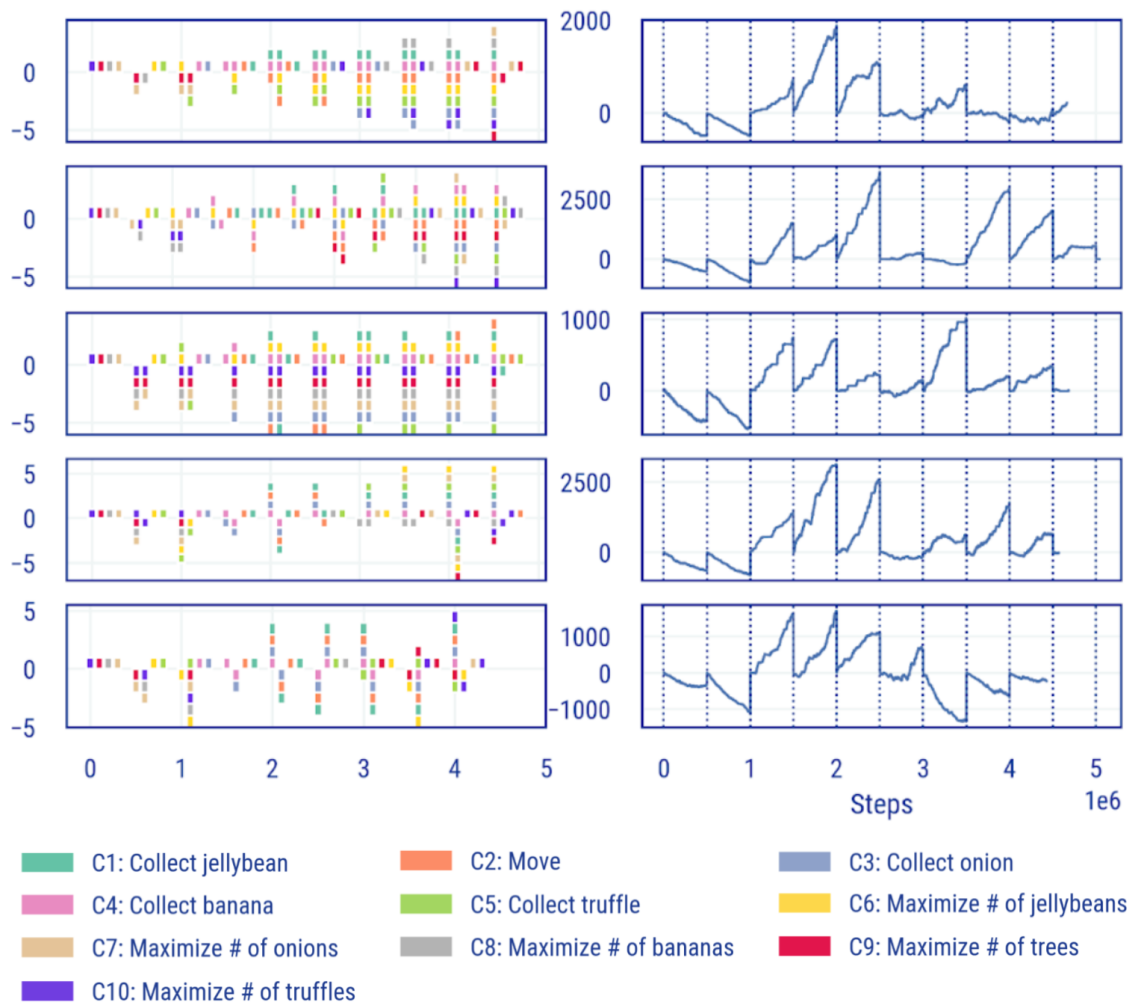 2000
0
0
−5
2500
0
0
−5
1000
0
0
−5
5
0
−5
2500
0
5
0
−5
1000
0
−1000
0 1 2 3 4 5
0 1 2 3 4 5
Steps
1e6
C1: Collect jellybean
C2: Move
C3: Collect onion
C4: Collect banana
C5: Collect truffle
C6: Maximize # of jellybeans
C7: Maximize # of onions
C8: Maximize # of bananas
C9: Maximize # of trees
C10: Maximize # of truffles